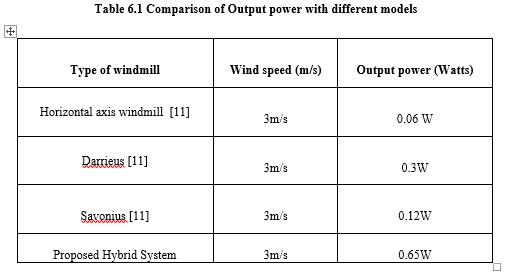 Table 6.1 Comparison of Output power with different models
Type of windmill Wind speed (m/s) Output power (Watts)
Horizontal axis windmill [11] 3m/s 0.06 W
Darrieus [11] 3m/s 0.3W
Savonius [11] 3m/s 0.12W
Proposed Hybrid System 3m/s 0.65W